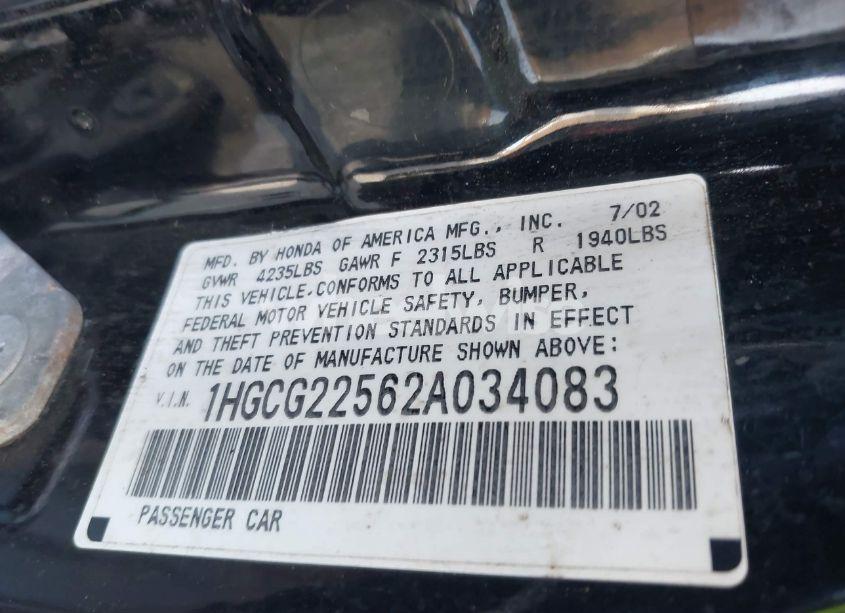 MFD. BY HONDA OF AMERICA MFG., INC. 7/02
GVWR 4235LBS GAWR F 2315LBS R 1940LBS
THIS VEHICLE CONFORMS TO ALL APPLICABLE
FEDERAL MOTOR VEHICLE SAFETY, BUMPER,
AND THEFT PREVENTION STANDARDS IN EFFECT
ON THE DATE OF MANUFACTURE SHOWN ABOVE:
V.I.N. 1HGCG22562A034083
PASSENGER CAR